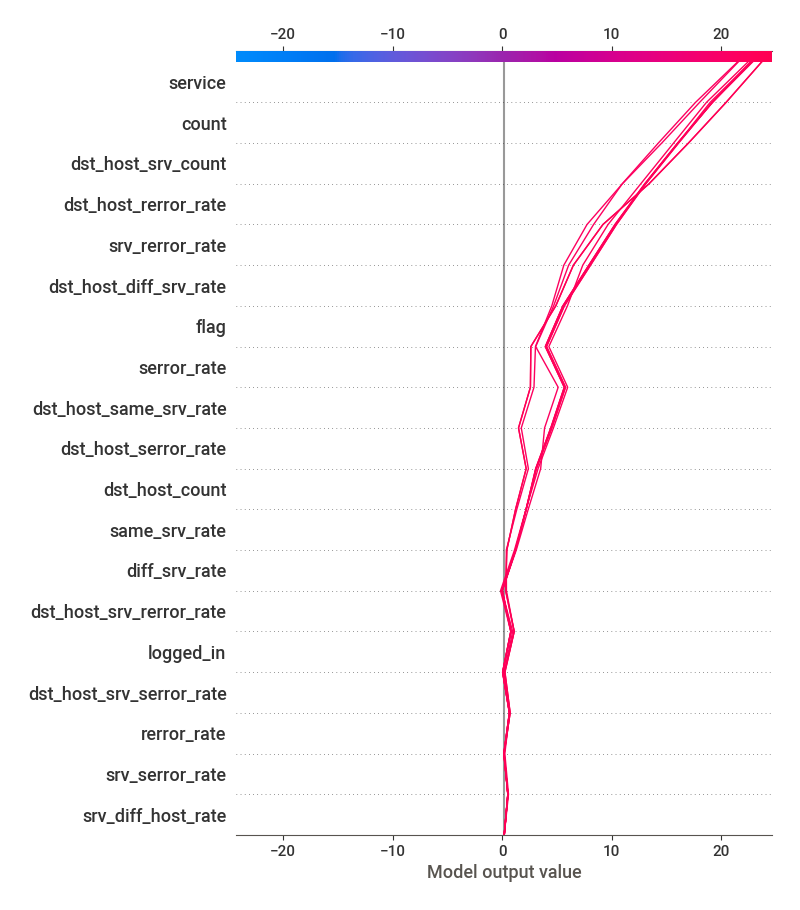 −20 −10 0 10 20
service
count
dst_host_srv_count
dst_host_rerror_rate
srv_rerror_rate
dst_host_diff_srv_rate
flag
serror_rate
dst_host_same_srv_rate
dst_host_serror_rate
dst_host_count
same_srv_rate
diff_srv_rate
dst_host_srv_rerror_rate
logged_in
dst_host_srv_serror_rate
rerror_rate
srv_serror_rate
srv_diff_host_rate
−20 −10 0 10 20
Model output value